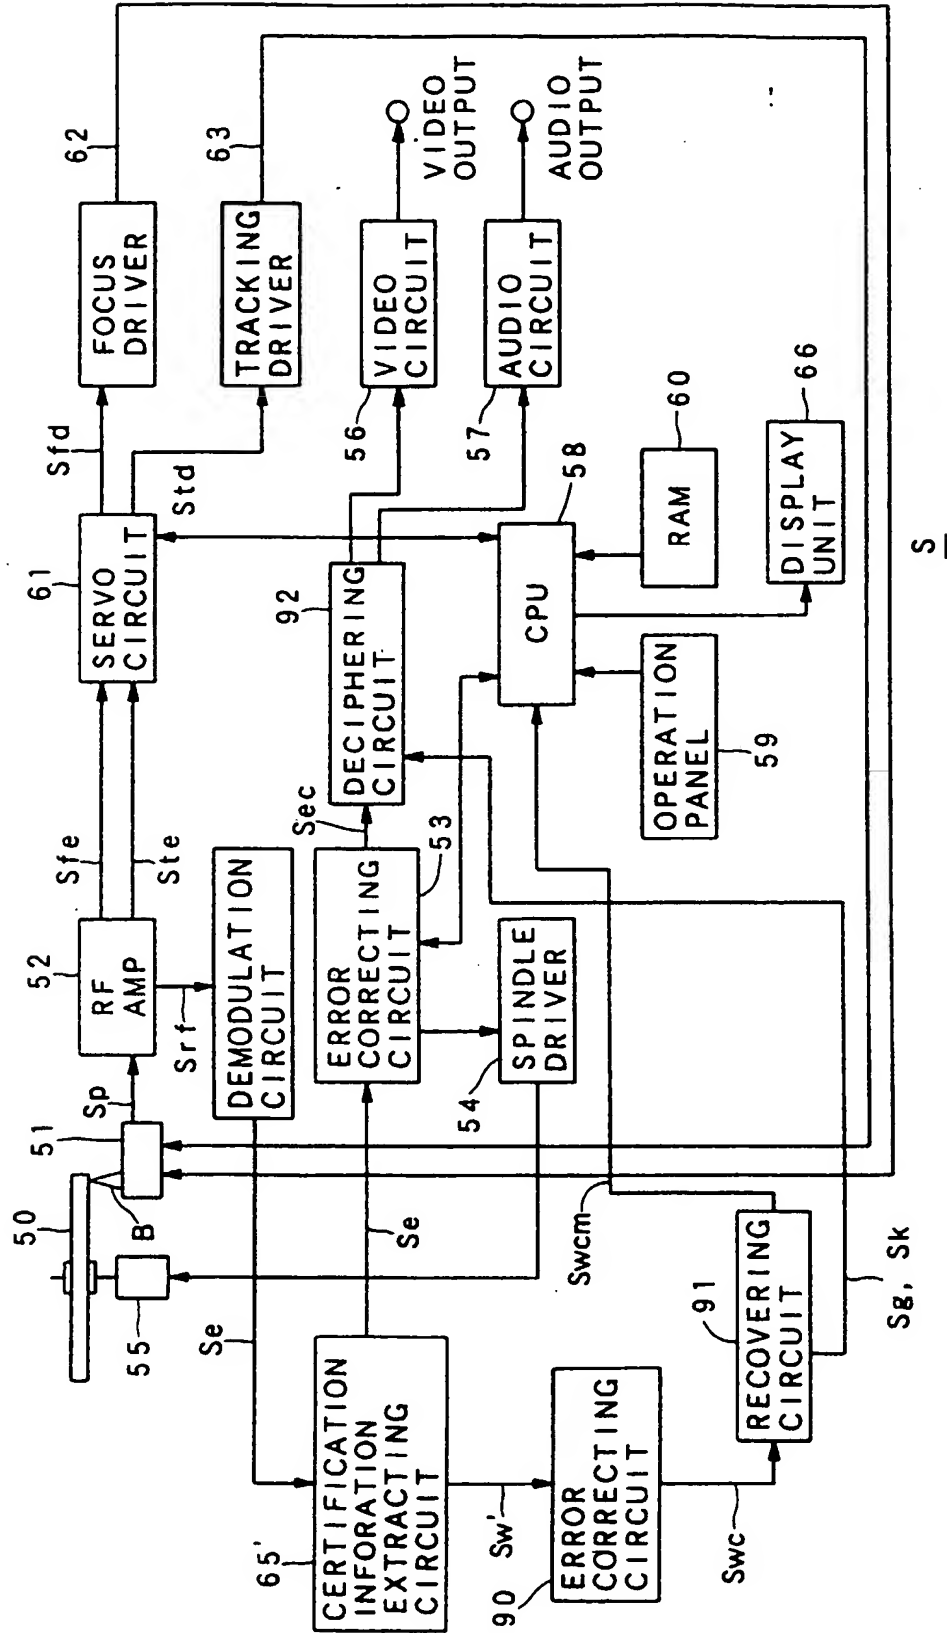 50
B
51
55
Sp
52
RF
AMP
Sfe
Ste
Srf
61
SERVO
CIRCUIT
Sfd
Std
FOCUS
DRIVER
62
TRACKING
DRIVER
63
DEMODULATION
CIRCUIT
Se
65'
CERTIFICATION
INFORATION
EXTRACTING
CIRCUIT
Se
ERROR
CORRECTING
CIRCUIT
53
Sec
92
DECIPHERING
CIRCUIT
56
VIDEO
CIRCUIT
VIDEO
OUTPUT
57
AUDIO
CIRCUIT
AUDIO
OUTPUT
54
SPINDLE
DRIVER
CPU
58
Sw'
90
ERROR
CORRECTING
CIRCUIT
Swc
91
RECOVERING
CIRCUIT
Swcm
Sg, Sk
OPERATION
PANEL
59
RAM
60
DISPLAY
UNIT
66
S